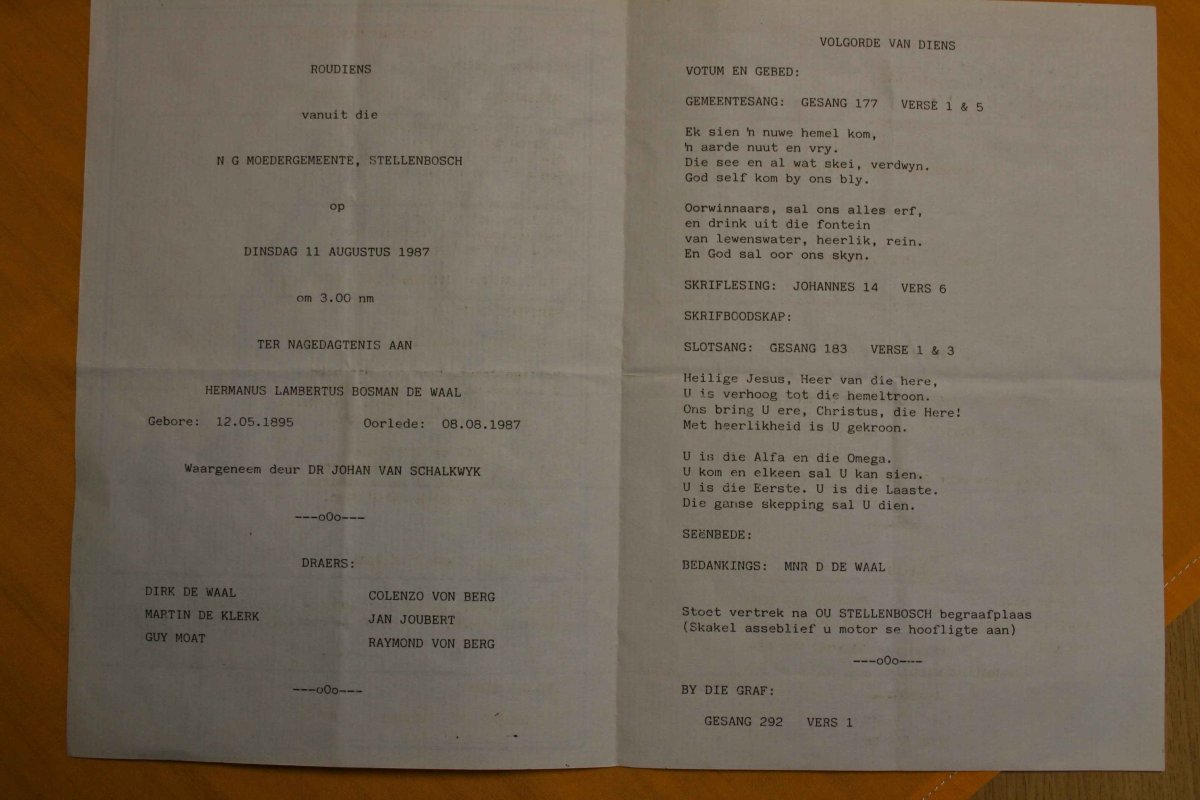 ROUDIENS
vanuit die
N G MOEDERGEMEENTE, STELLENBOSCH
op
DINSDAG 11 AUGUSTUS 1987
om 3.00 nm
TER NAGEDAGTENIS AAN
HERMANUS LAMBERTUS BOSMAN DE WAAL
Gebore: 12.05.1895 Oorlede: 08.08.1987
Waargeneem deur DR JOHAN VAN SCHALKWYK
---oOo---
DRAERS:
DIRK DE WAAL COLENZO VON BERG
MARTIN DE KLERK JAN JOUBERT
GUY MOAT RAYMOND VON BERG
---oOo---
VOLGORDE VAN DIENS
VOTUM EN GEBED:
GEMEENTESANG: GESANG 177 VERSE 1 & 5
Ek sien 'n nuwe hemel kom,
'n aarde nuut en vry.
Die see en al wat skei, verdwyn.
God self kom by ons bly.
Oorwinnaars, sal ons alles erf,
en drink uit die fontein
van lewenswater, heerlik, rein.
En God sal oor ons skyn.
SKRIFLESING: JOHANNES 14 VERS 6
SKRIFBOODSKAP:
SLOTSANG: GESANG 183 VERSE 1 & 3
Heilige Jesus, Heer van die here,
U is verhoog tot die hemeltroon.
Ons bring U ere, Christus, die Here!
Met heerlikheid is U gekroon.
U is die Alfa en die Omega.
U kom en elkeen sal U kan sien.
U is die Eerste. U is die Laaste.
Die ganse skepping sal U dien.
SEëNBEDE:
BEDANKINGS: MNR D DE WAAL
Stoet vertrek na OU STELLENBOSCH begraafplaas
(Skakel asseblief u motor se hoofligte aan)
---oOo---
BY DIE GRAF:
GESANG 292 VERS 1